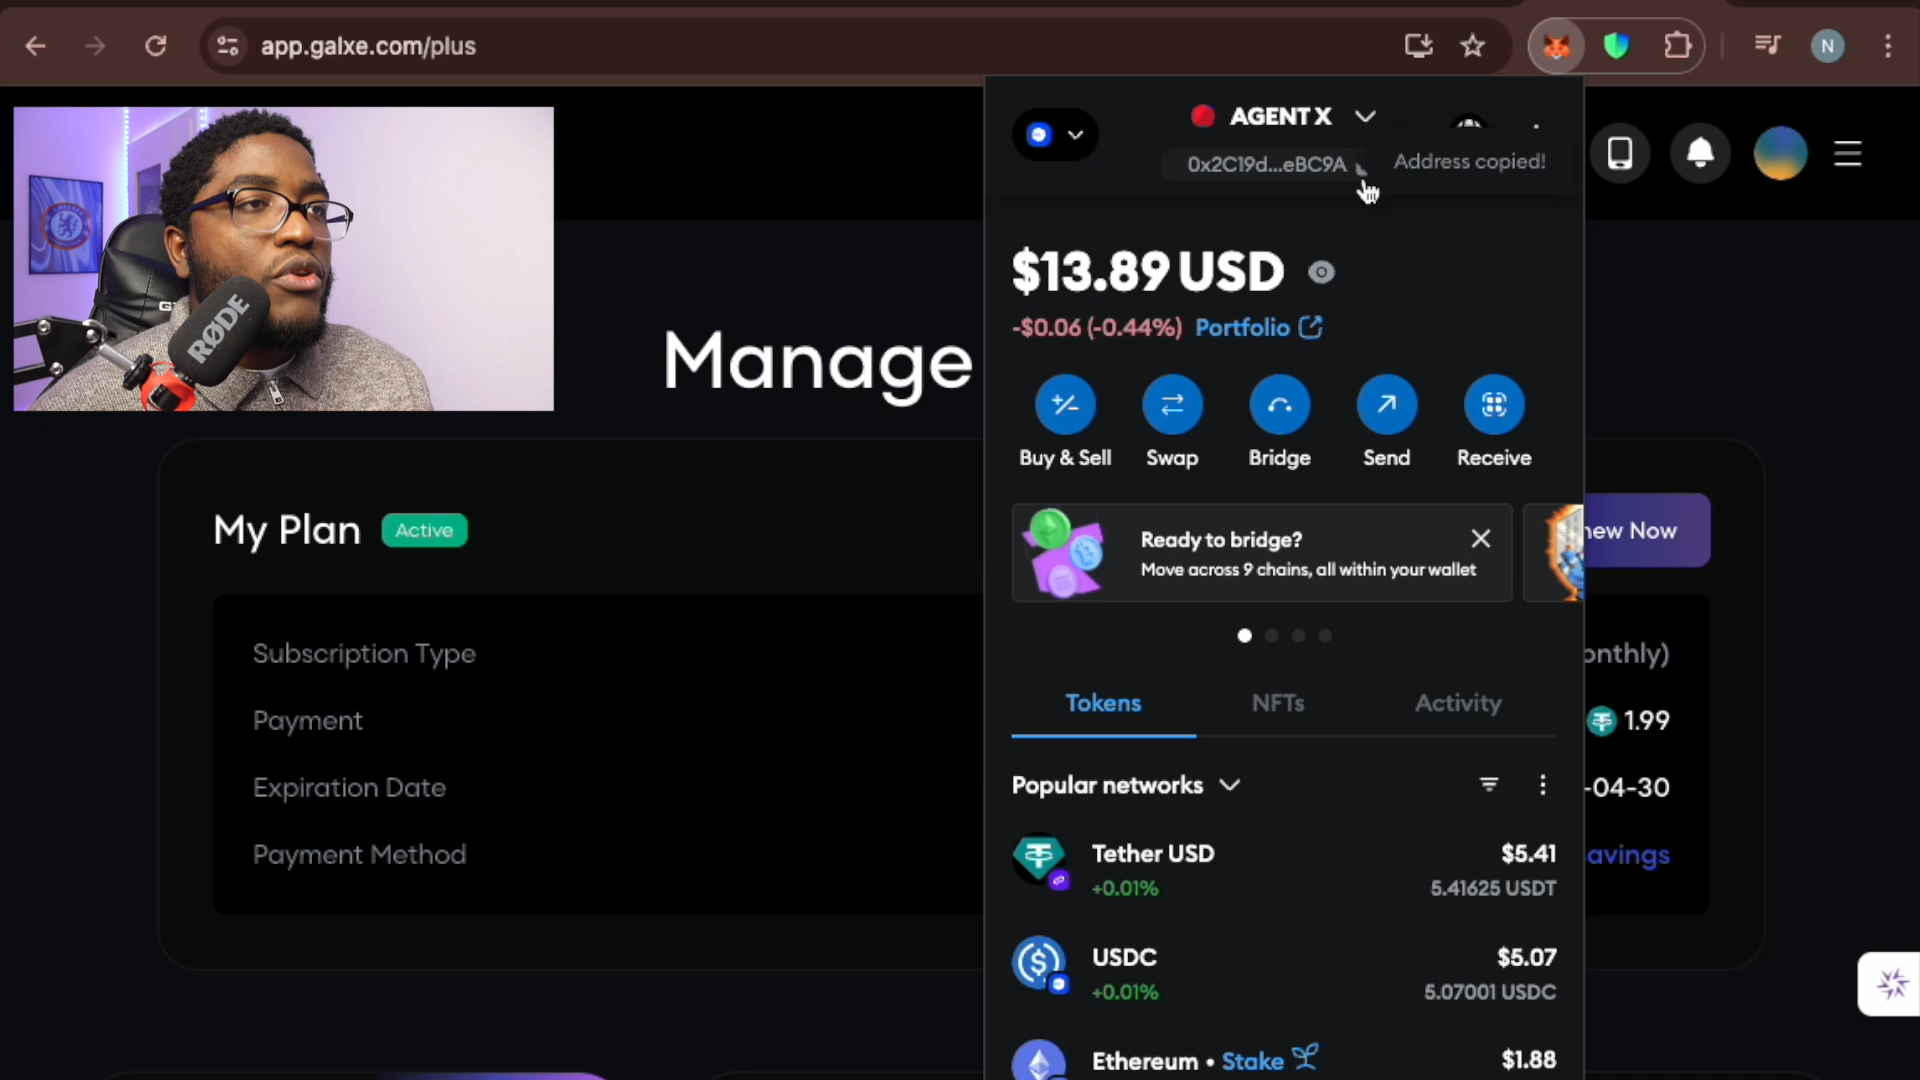 app.galxe.com/plus
N
AGENT X
0x2C19d...eBC9A
Address copied!
$13.89 USD
-$0.06 (-0.44%) Portfolio
RØDE
Manage
Buy & Sell
Swap
Bridge
Send
Receive
My Plan
Active
Ready to bridge?
Move across 9 chains, all within your wallet
new Now
Subscription Type
onthly)
Payment
1.99
Expiration Date
-04-30
Payment Method
avings
Tokens
NFTs
Activity
Popular networks
Tether USD
$5.41
+0.01%
5.41625 USDT
USDC
$5.07
+0.01%
5.07001 USDC
Ethereum • Stake
$1.88